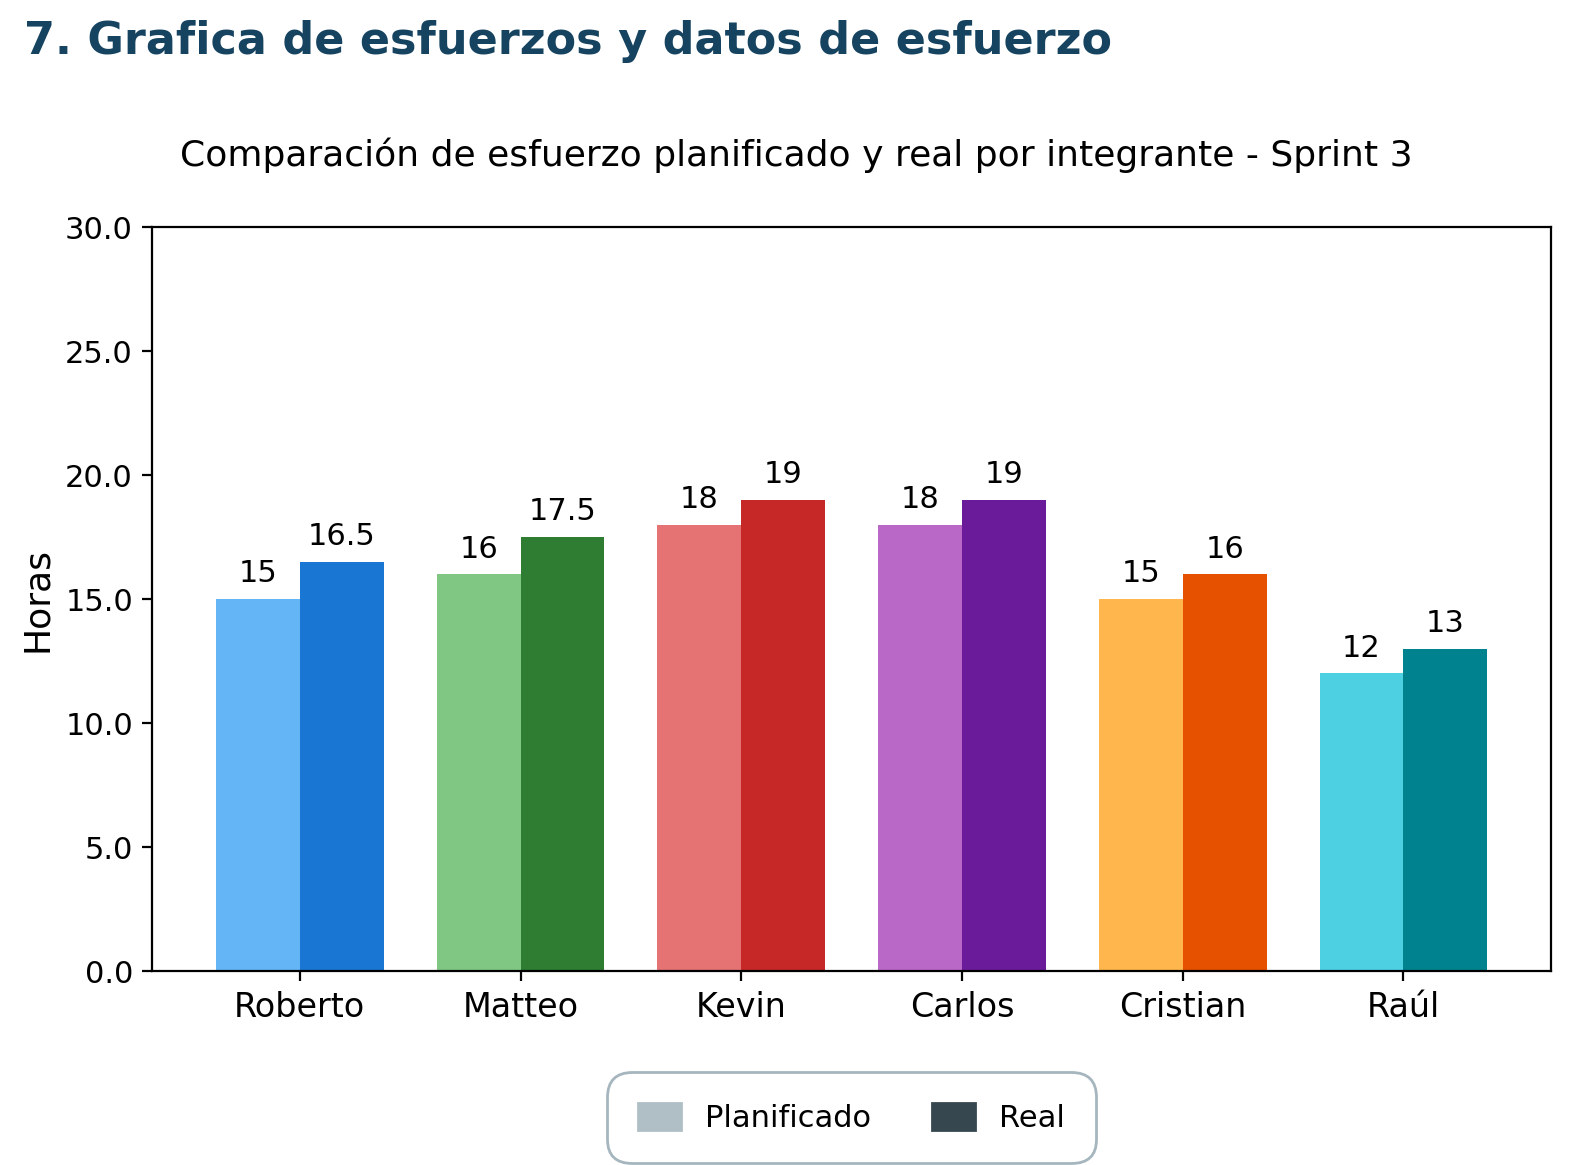 7. Grafica de esfuerzos y datos de esfuerzo
Comparación de esfuerzo planificado y real por integrante - Sprint 3
Horas
30.0
25.0
20.0
15.0
10.0
5.0
0.0
15 16.5 16 17.5 18 19 18 19 15 16 12 13
Roberto Matteo Kevin Carlos Cristian Raúl
Planificado Real